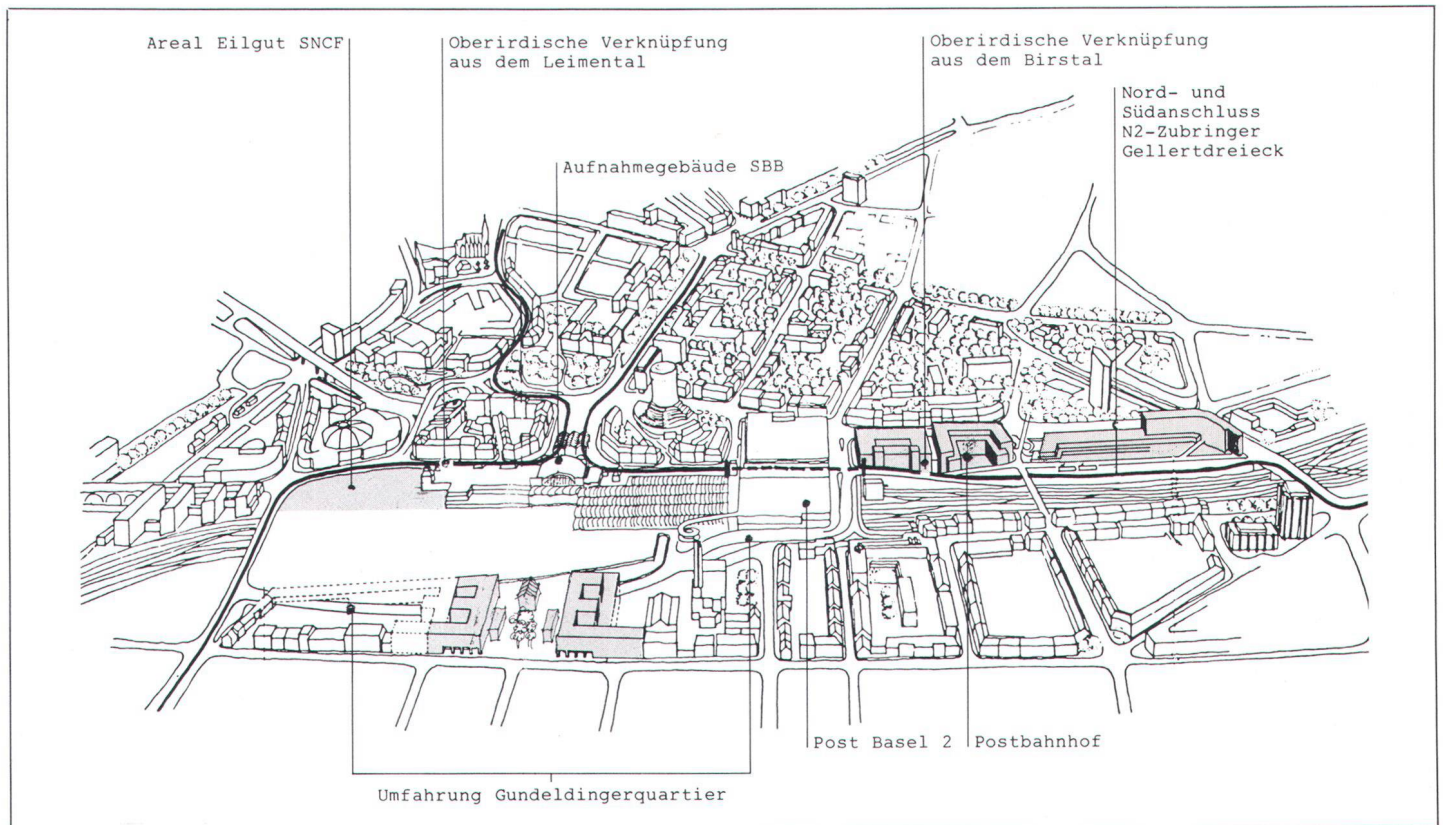 Areal Eilgut SNCF
Oberirdische Verknüpfung
aus dem Leimental
Oberirdische Verknüpfung
aus dem Birstal
Nord- und
Südanschluss
N2-Zubringer
Gellertdreieck
Aufnahmegebäude SBB
Post Basel 2
Postbahnhof
Umfahrung Gundeldingerquartier